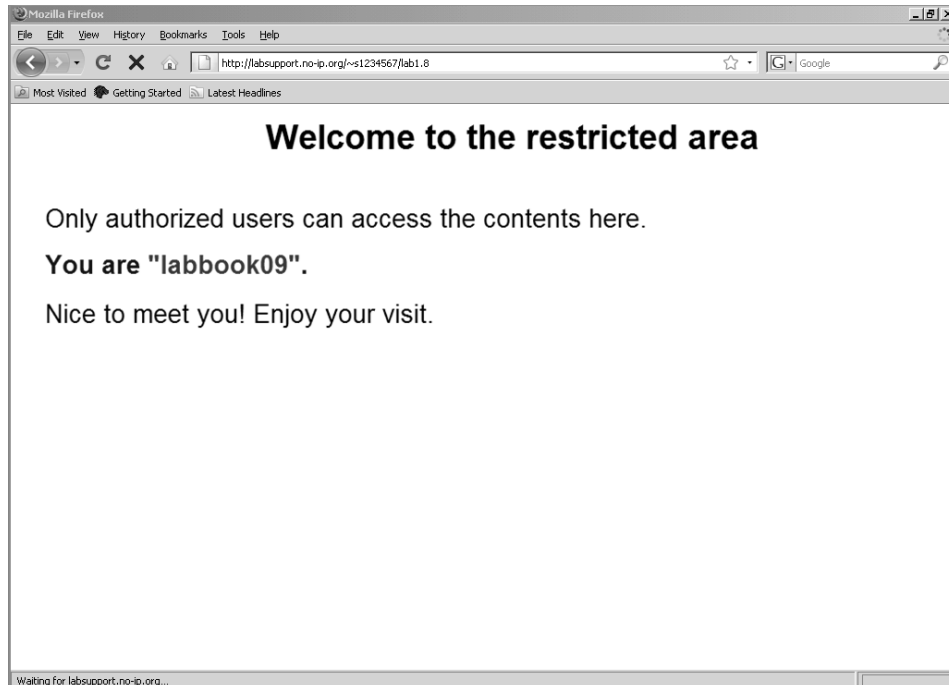 Mozilla Firefox
File Edit View History Bookmarks Tools Help
http://labsupport.no-ip.org/~s1234567/lab1.8 G Google
Most Visited Getting Started Latest Headlines
Welcome to the restricted area
Only authorized users can access the contents here.
You are "labbook09".
Nice to meet you! Enjoy your visit.
Waiting for labsupport.no-ip.org...